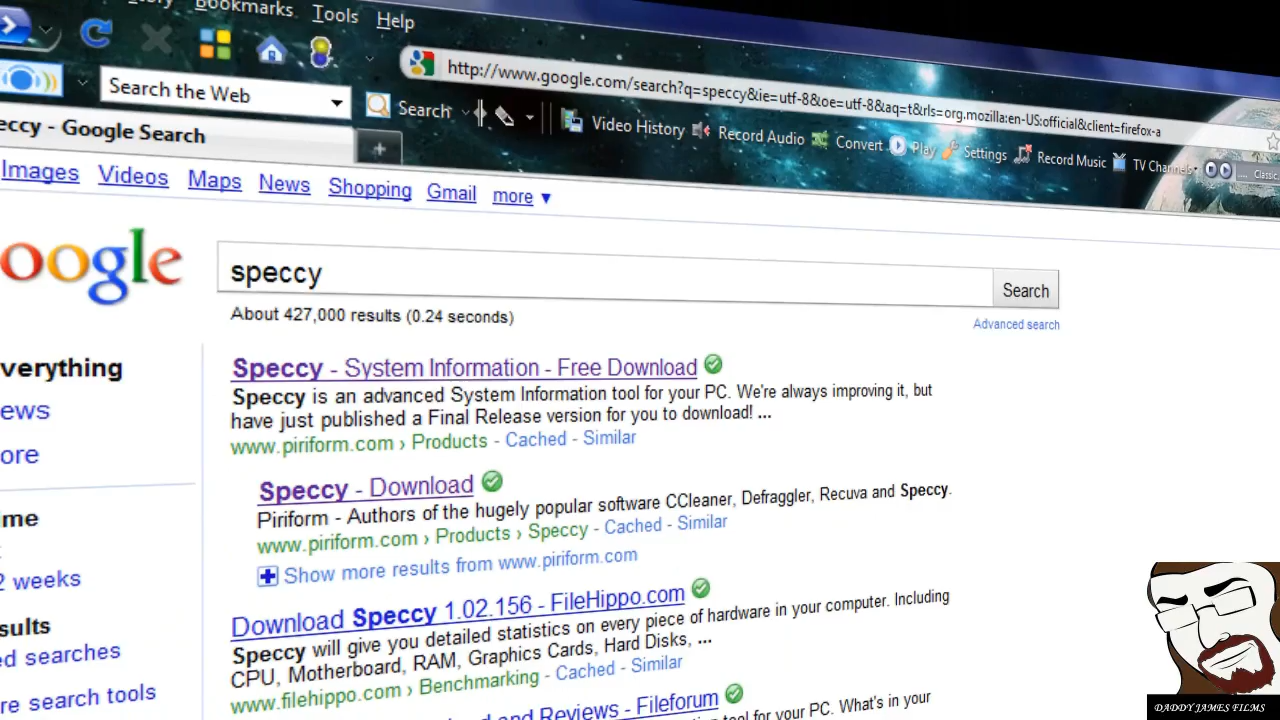 Bookmarks Tools Help
http://www.google.com/search?q=speccy&ie=utf-8&oe=utf-8&aq=t&rls=org.mozilla:en-US:official&client=firefox-a
Search the Web Search Video History Record Audio Convert Play Settings Record Music TV Channels Classic
eccy - Google Search
Images Videos Maps News Shopping Gmail more ▼
oogle
speccy Search
About 427,000 results (0.24 seconds)
Advanced search
verything
ews
ore
ime
2 weeks
sults
ed searches
re search tools
Speccy - System Information - Free Download
Speccy is an advanced System Information tool for your PC. We're always improving it, but
have just published a Final Release version for you to download! ...
www.piriform.com › Products - Cached - Similar
Speccy - Download
Piriform - Authors of the hugely popular software CCleaner, Defraggler, Recuva and Speccy.
www.piriform.com › Products › Speccy - Cached - Similar
Show more results from www.piriform.com
Download Speccy 1.02.156 - FileHippo.com
Speccy will give you detailed statistics on every piece of hardware in your computer. Including
CPU, Motherboard, RAM, Graphics Cards, Hard Disks, ...
www.filehippo.com › Benchmarking - Cached - Similar
and Reviews - Fileforum
tool for your PC. What's in your
DADDY JAMES FILMS